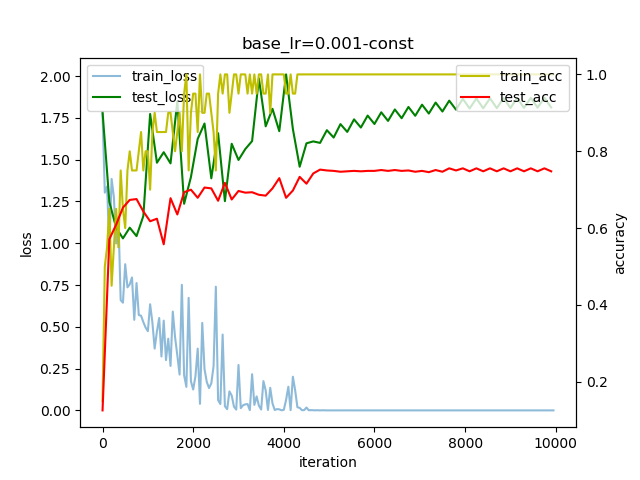 base_lr=0.001-const
train_loss
test_loss
train_acc
test_acc
2.00
1.75
1.50
1.25
1.00
0.75
0.50
0.25
0.00
loss
1.0
0.8
0.6
0.4
0.2
accuracy
0 2000 4000 6000 8000 10000
iteration